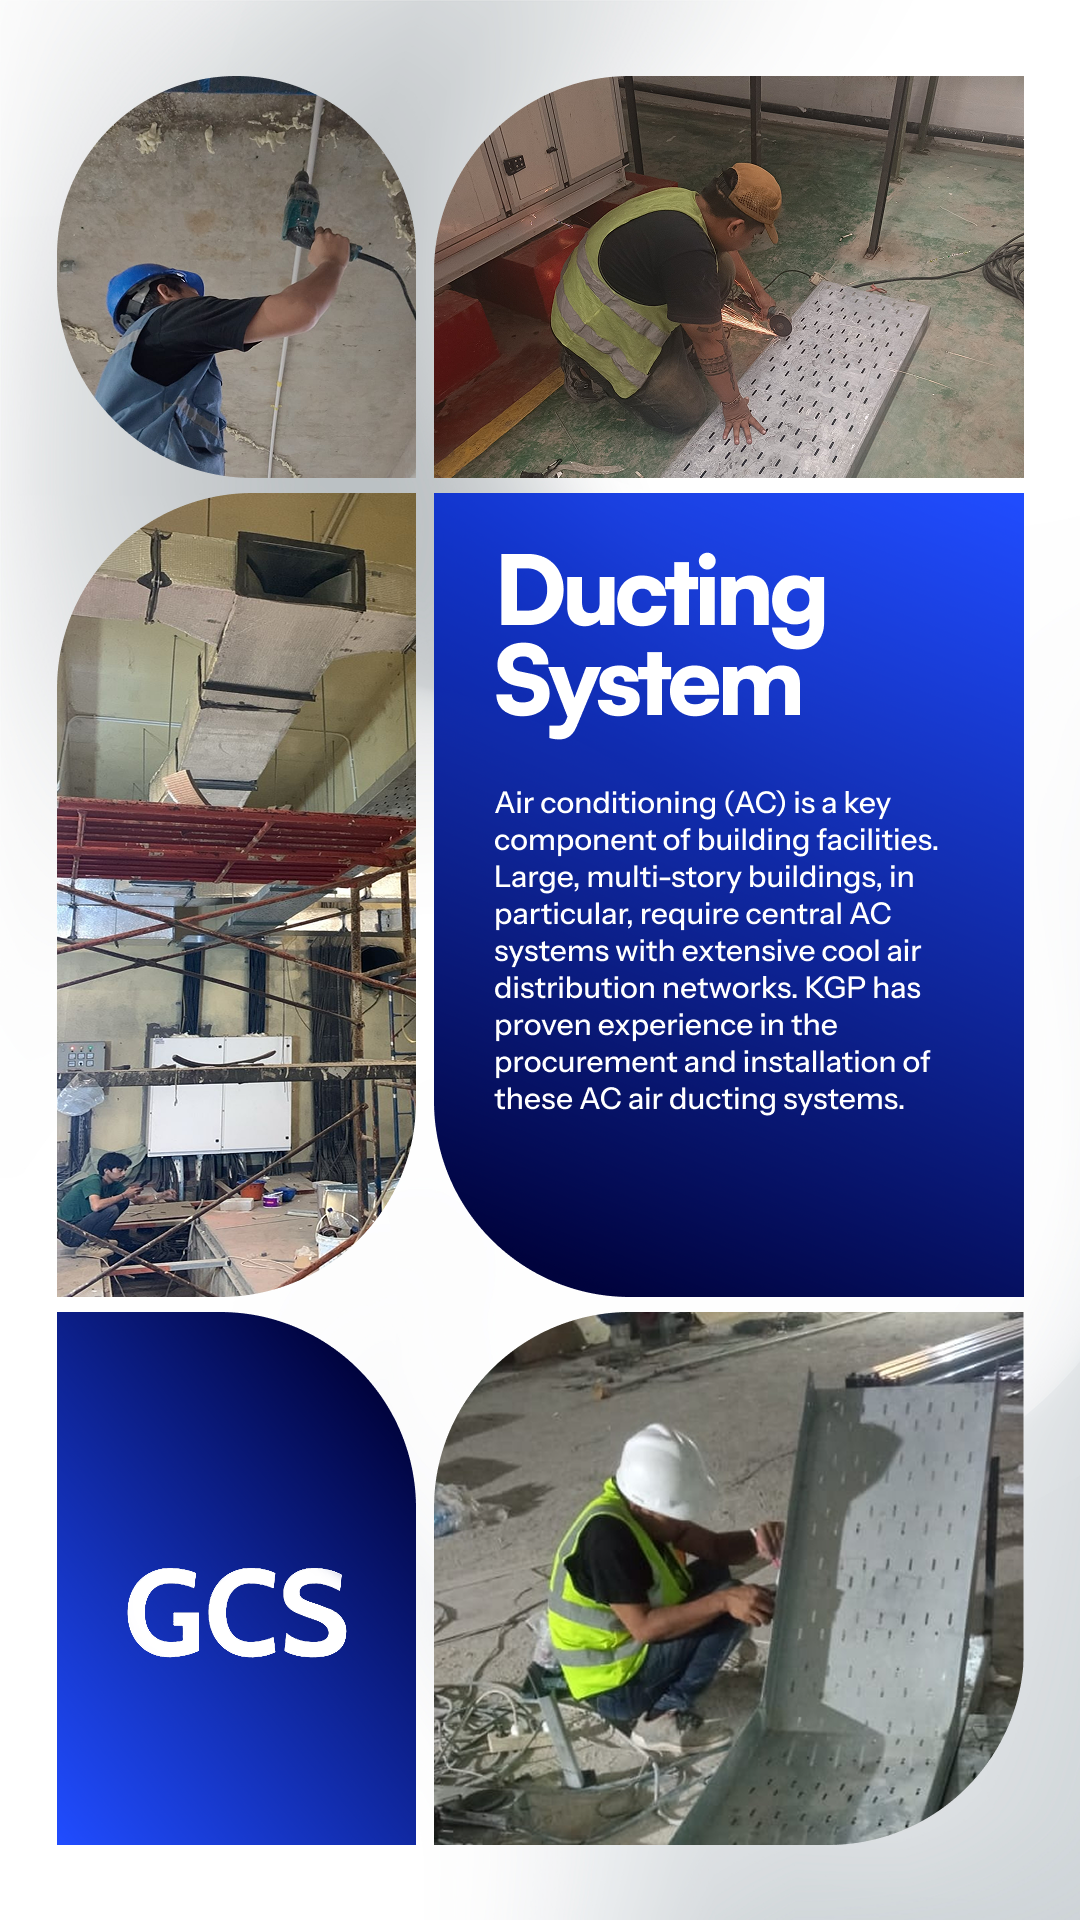 Ducting
System
Air conditioning (AC) is a key
component of building facilities.
Large, multi-story buildings, in
particular, require central AC
systems with extensive cool air
distribution networks. KGP has
proven experience in the
procurement and installation of
these AC air ducting systems.
GCS